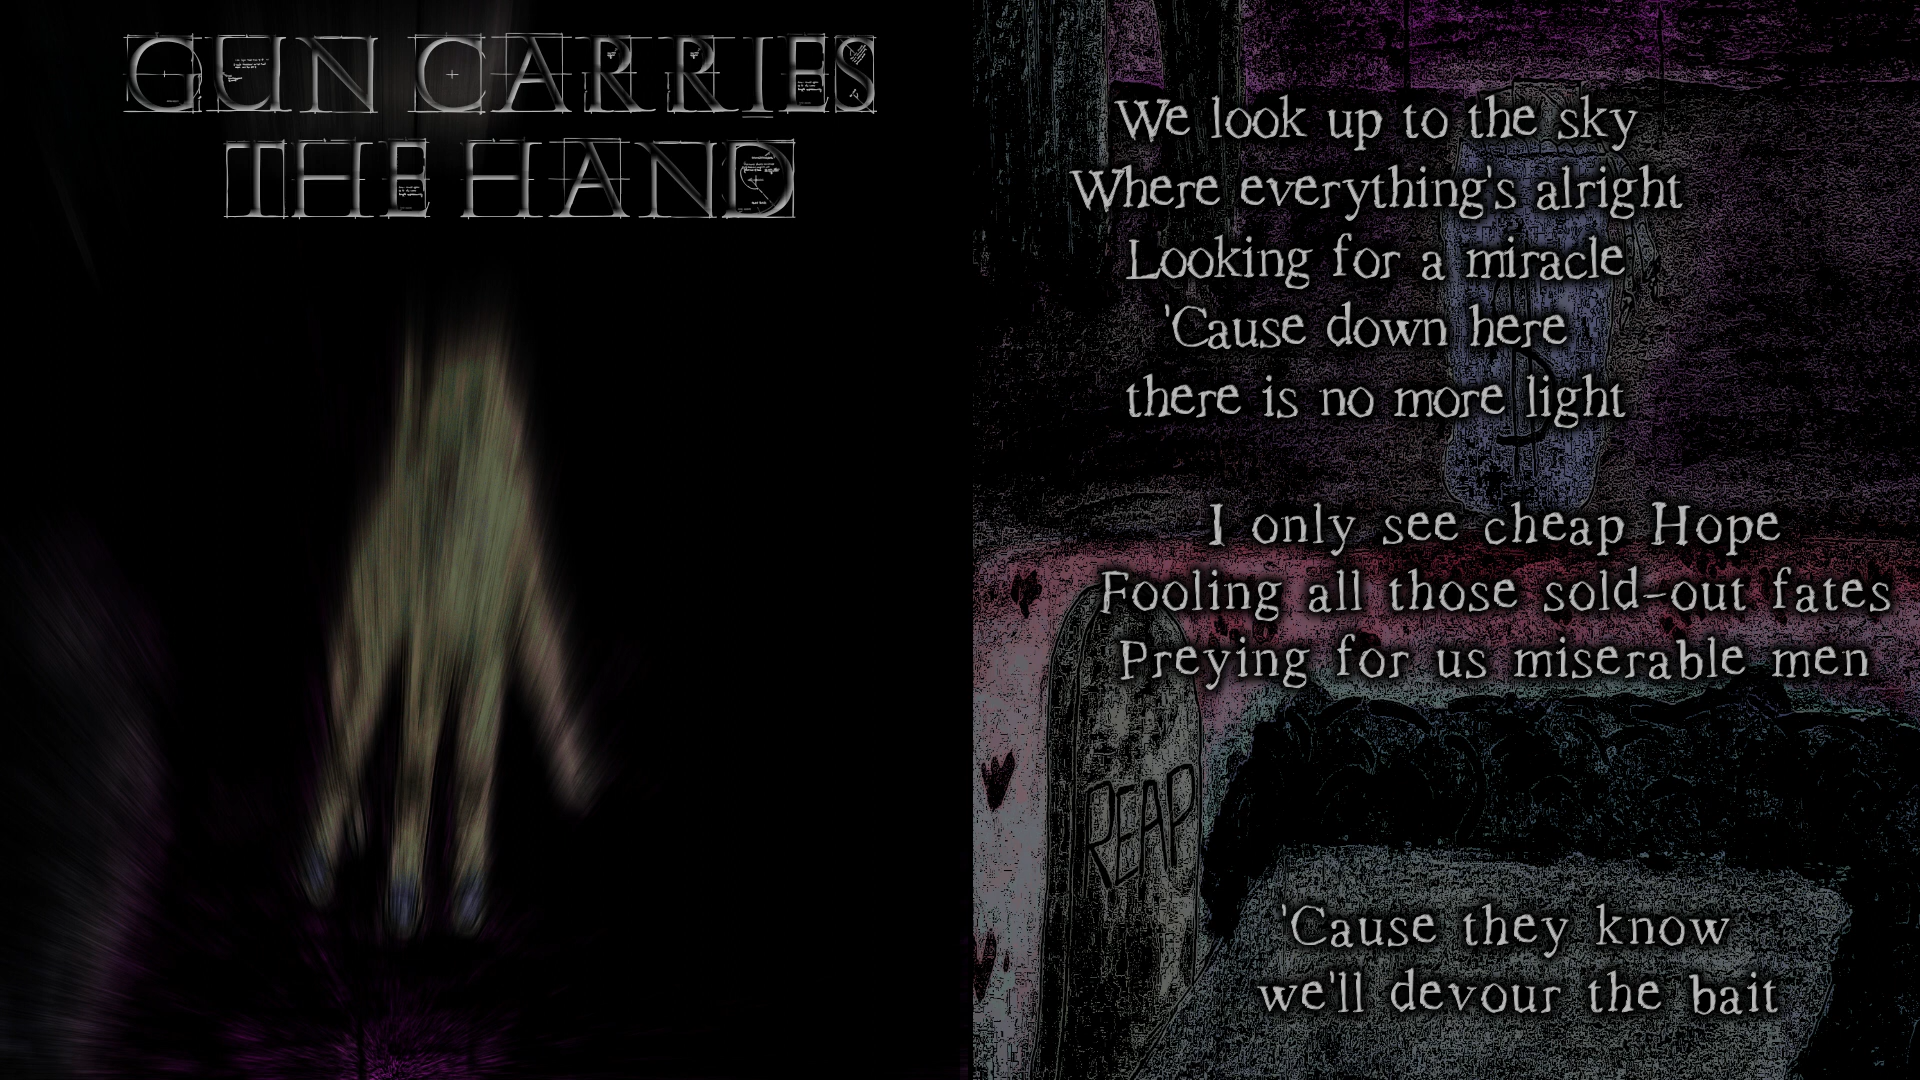 GUN CARRIES
THE HAND
We look up to the sky
Where everything's alright
Looking for a miracle
'Cause down here
there is no more light
I only see cheap Hope
Fooling all those sold-out fates
Preying for us miserable men
REAP
'Cause they know
we'll devour the bait